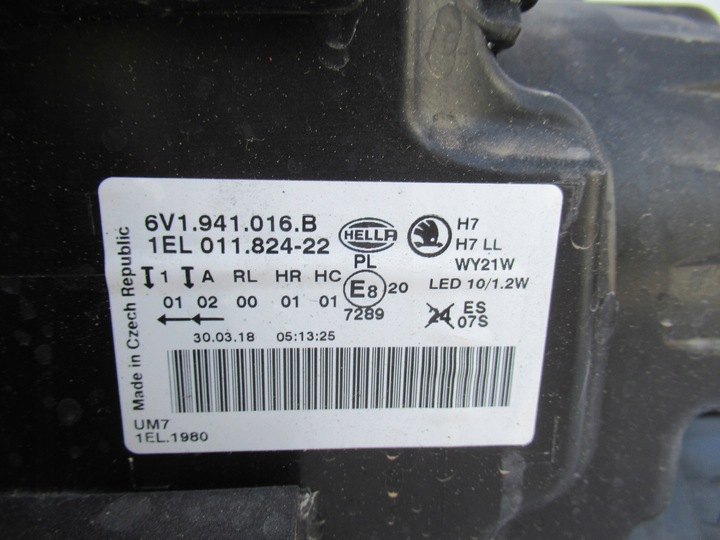 6V1.941.016.B
1EL 011.824-22
HELLA
PL
H7
H7 LL
WY21W
LED 10/1.2W
1 A RL HR HC
01 02 00 01 01
E8 20
7289
24 ES
07S
30.03.18 05:13:25
UM7
1EL.1980
Made in Czech Republic